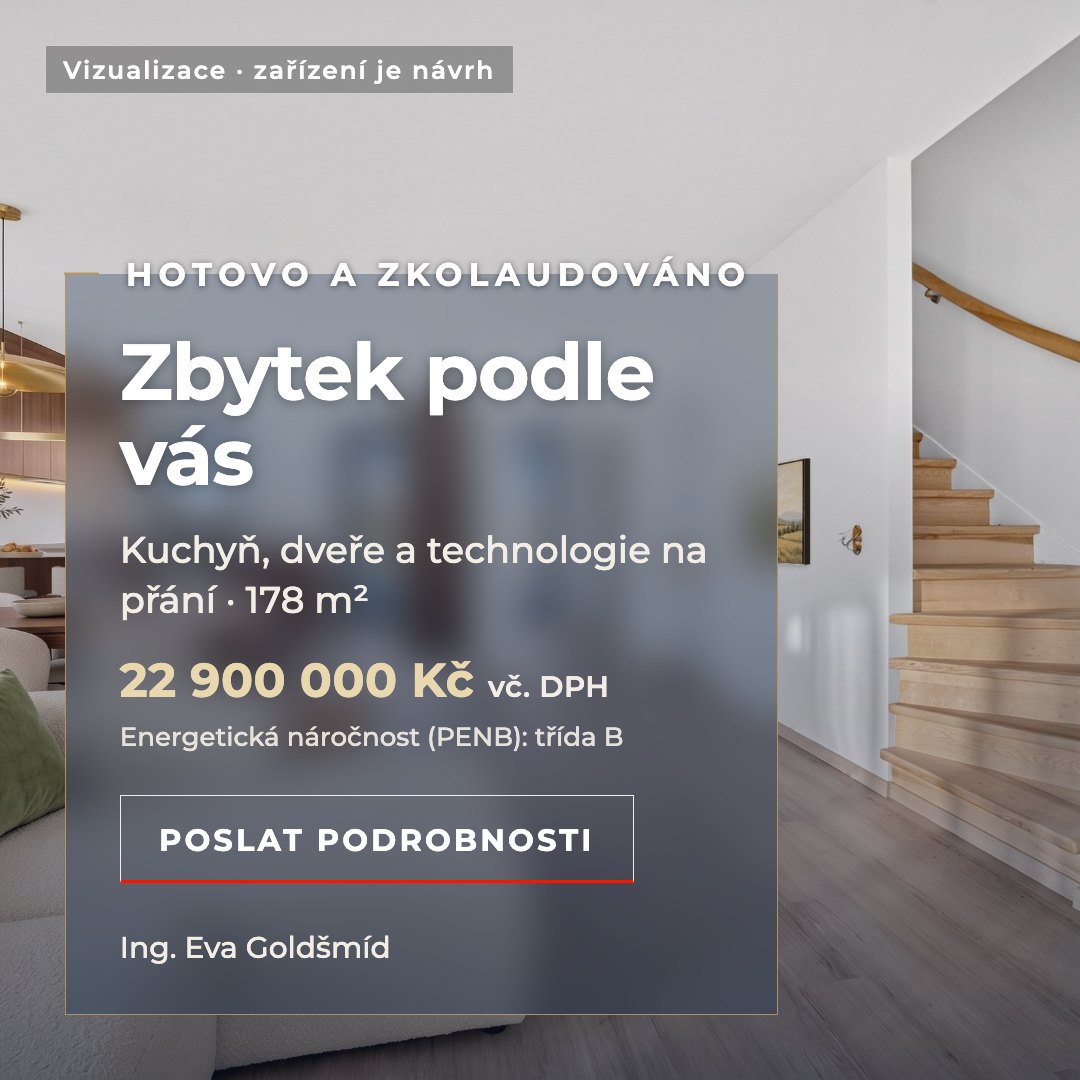 Vizualizace · zařízení je návrh
HOTOVO A ZKOLAUDOVÁNO
Zbytek podle
vás
Kuchyň, dveře a technologie na
přání · 178 m²
22 900 000 Kč vč. DPH
Energetická náročnost (PENB): třída B
POSLAT PODROBNOSTI
Ing. Eva Goldšmíd